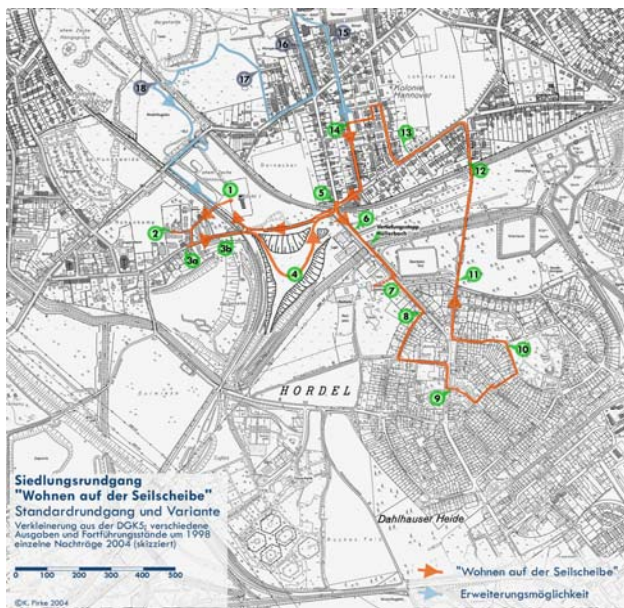 16
15
17
18
Kolonie
Hannover
14
13
12
1
2
5
6
3a
3b
4
7
8
11
10
9
HORDEL
Dahlhauser Heide
Siedlungsrundgang
"Wohnen auf der Seilscheibe"
Standardrundgang und Variante
Verkleinerung aus der DGK5; verschiedene
Ausgaben und Fortführungsstände um 1998
einzelne Nachträge 2004 (skizziert)
0 100 200 300 400 500
"Wohnen auf der Seilscheibe"
Erweiterungsmöglichkeit
©K. Pirke 2004